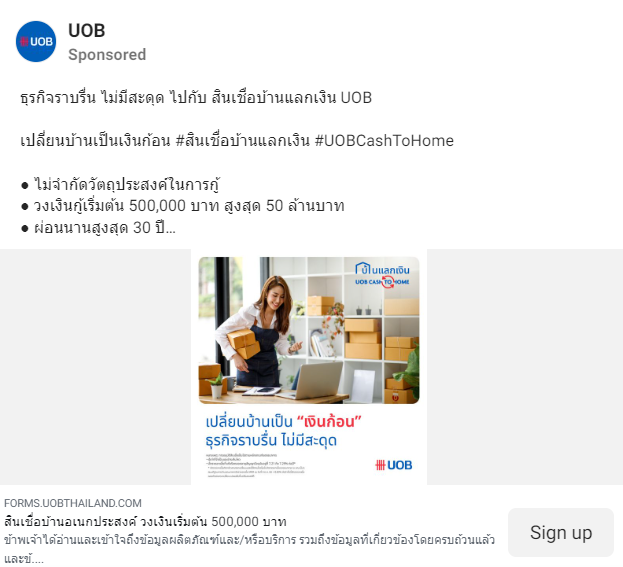 UOB
UOB
Sponsored
ธุรกิจราบรื่น ไม่มีสะดุด ไปกับ สินเชื่อบ้านแลกเงิน UOB
เปลี่ยนบ้านเป็นเงินก้อน #สินเชื่อบ้านแลกเงิน #UOBCashToHome
● ไม่จำกัดวัตถุประสงค์ในการกู้
● วงเงินกู้เริ่มต้น 500,000 บาท สูงสุด 50 ล้านบาท
● ผ่อนนานสูงสุด 30 ปี...
บ้านแลกเงิน
UOB CASH TO HOME
เปลี่ยนบ้านเป็น “เงินก้อน”
ธุรกิจราบรื่น ไม่มีสะดุด
UOB
FORMS.UOBTHAILAND.COM
สินเชื่อบ้านอเนกประสงค์ วงเงินเริ่มต้น 500,000 บาท
ข้าพเจ้าได้อ่านและเข้าใจถึงข้อมูลผลิตภัณฑ์และ/หรือบริการ รวมถึงข้อมูลที่เกี่ยวข้องโดยครบถ้วนแล้ว
และข้....
Sign up